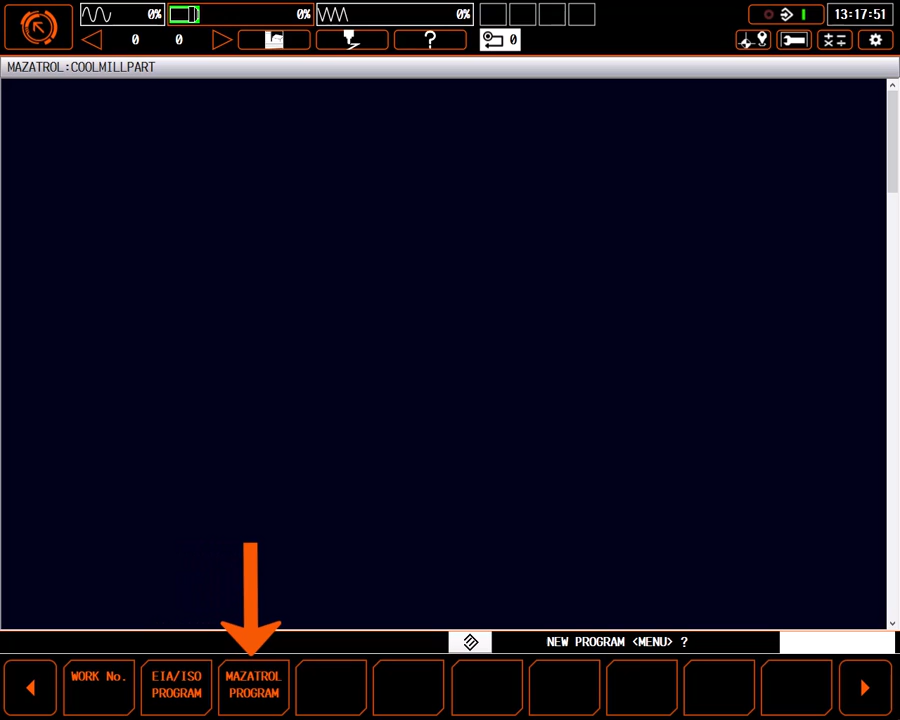 0% 0% 0% 13:17:51
0 0 ? 0
MAZATROL:COOLMILLPART
NEW PROGRAM <MENU> ?
WORK No.
EIA/ISO
PROGRAM
MAZATROL
PROGRAM